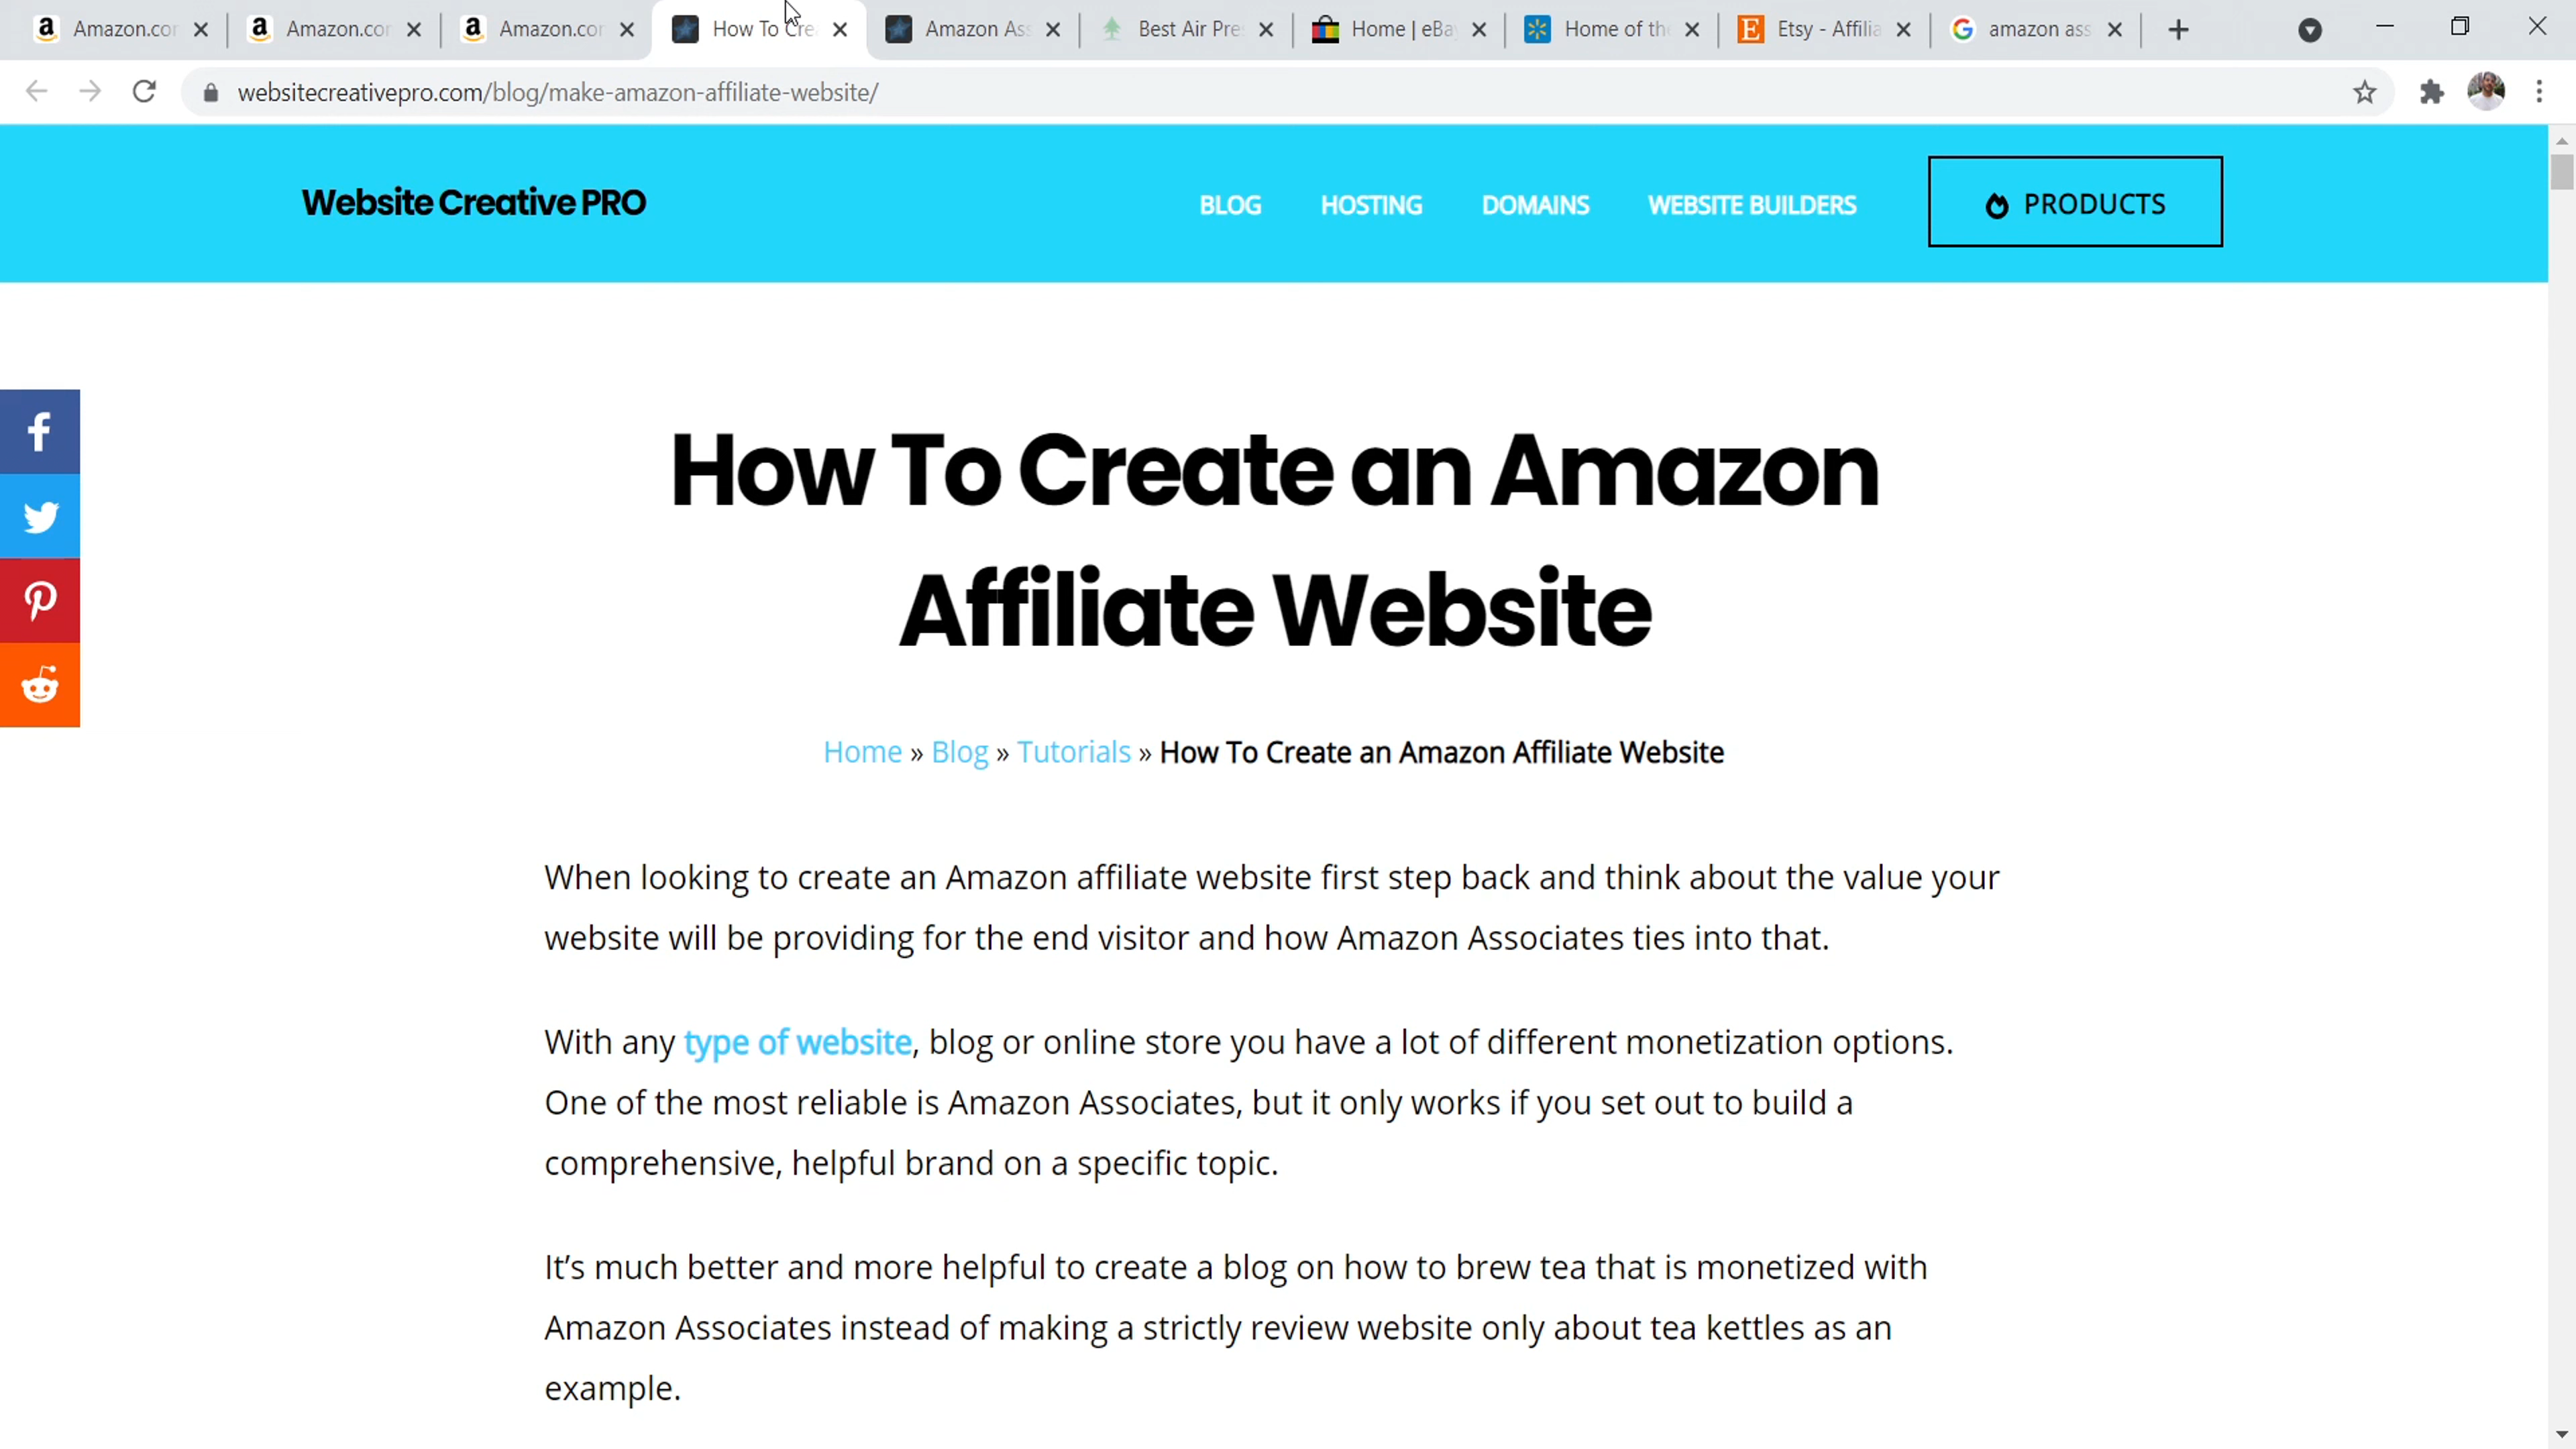 Amazon.cor
Amazon.cor
Amazon.cor
How To Cre
Amazon Ass
Best Air Pre
Home | eBay
Home of th
Etsy - Affilia
amazon ass
websitecreativepro.com/blog/make-amazon-affiliate-website/
Website Creative PRO
BLOG
HOSTING
DOMAINS
WEBSITE BUILDERS
PRODUCTS
How To Create an Amazon
Affiliate Website
Home » Blog » Tutorials » How To Create an Amazon Affiliate Website
When looking to create an Amazon affiliate website first step back and think about the value your
website will be providing for the end visitor and how Amazon Associates ties into that.
With any type of website, blog or online store you have a lot of different monetization options.
One of the most reliable is Amazon Associates, but it only works if you set out to build a
comprehensive, helpful brand on a specific topic.
It’s much better and more helpful to create a blog on how to brew tea that is monetized with
Amazon Associates instead of making a strictly review website only about tea kettles as an
example.